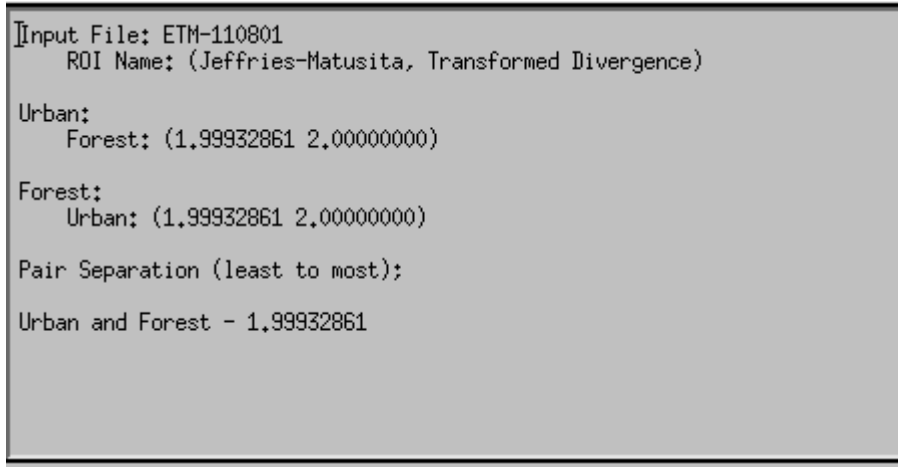 Input File: ETM-110801
ROI Name: (Jeffries-Matusita, Transformed Divergence)
Urban:
Forest: (1.99932861 2.00000000)
Forest:
Urban: (1.99932861 2.00000000)
Pair Separation (least to most);
Urban and Forest - 1.99932861